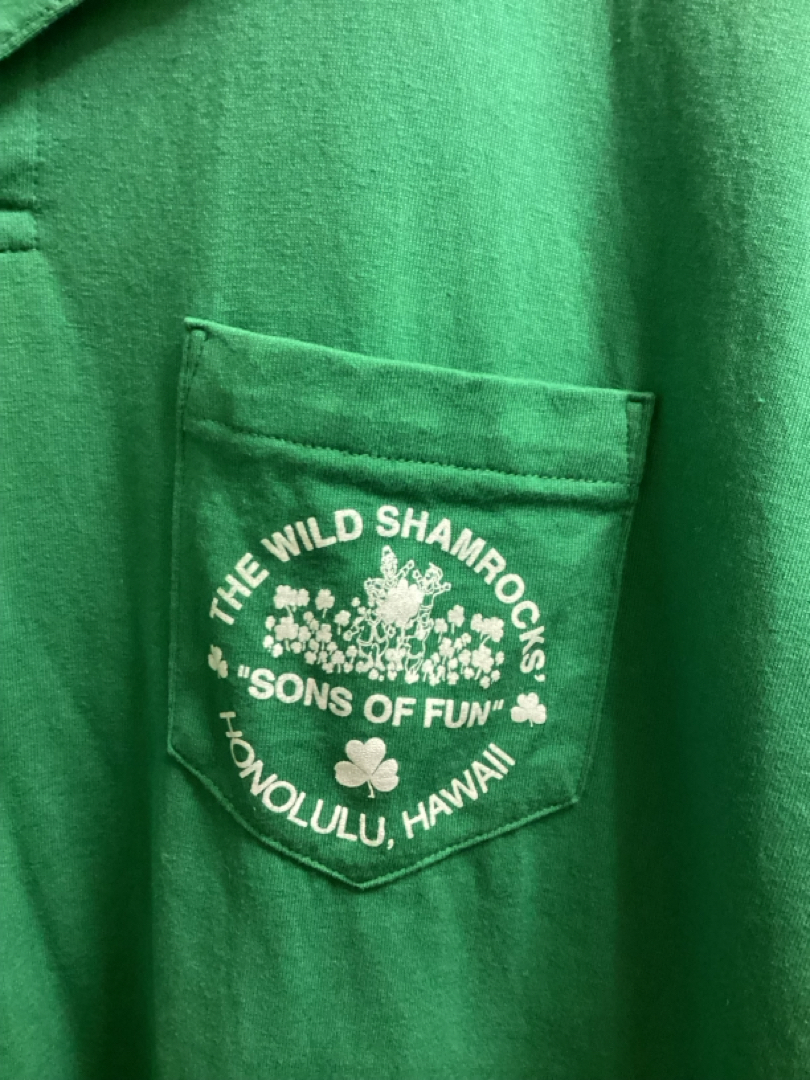 THE WILD SHAMROCKS'
"SONS OF FUN"
HONOLULU, HAWAII